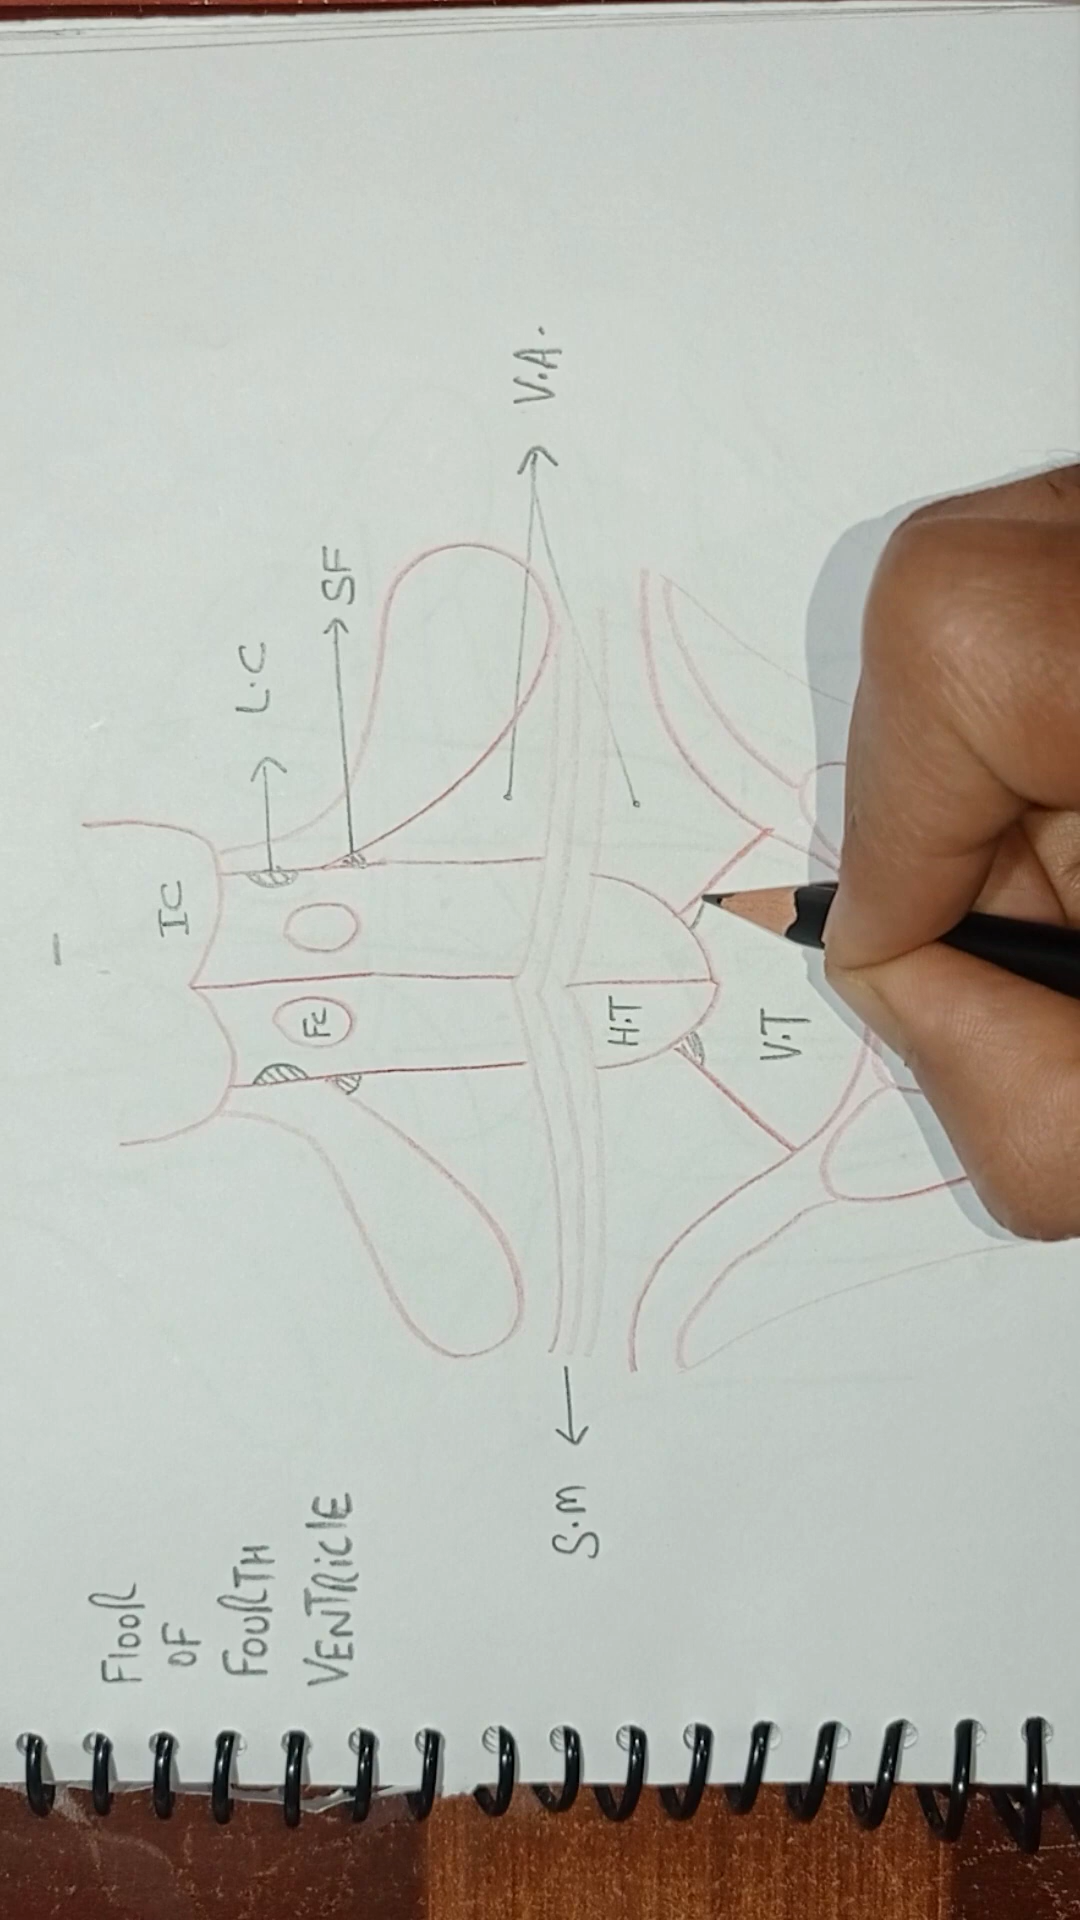 FlOOR
OF
FOURTH
VENTRiclE
IC
L.C
SF
Fc
V.A.
S.M
H.T
V.T